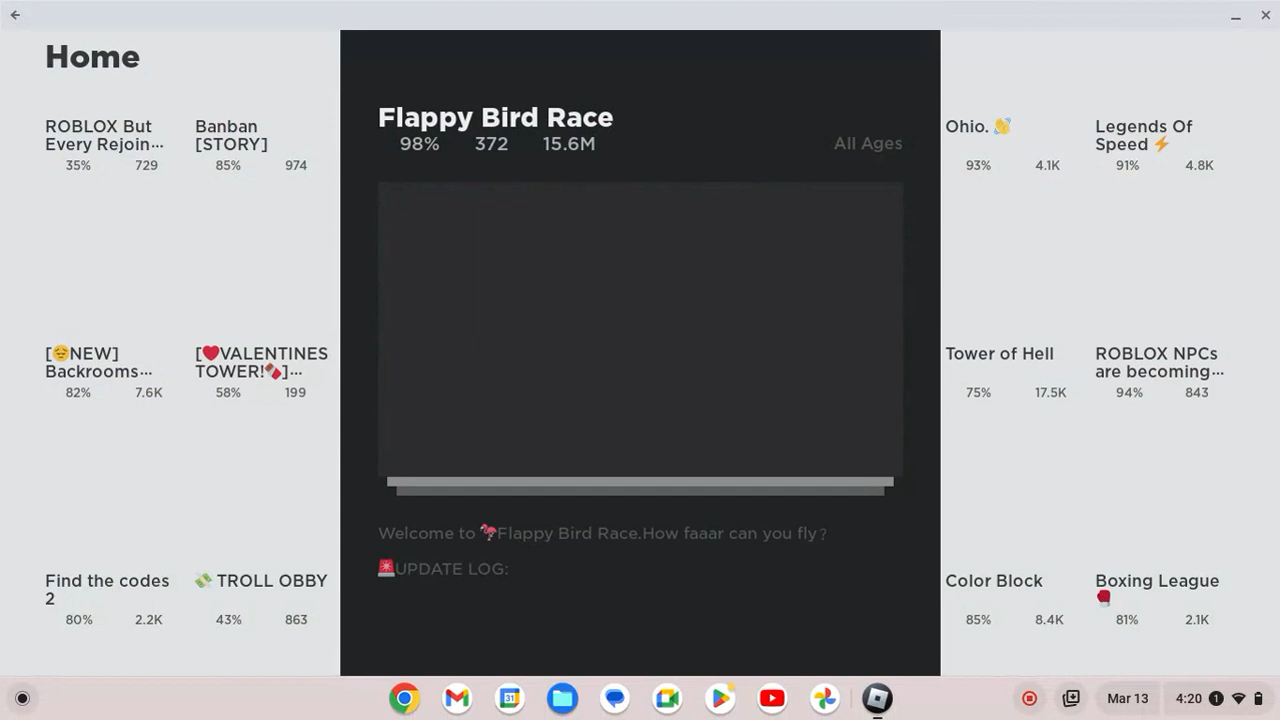 Home
ROBLOX But
Every Rejoin...
35% 729
Banban
[STORY]
85% 974
[😔NEW]
Backrooms...
82% 7.6K
[❤️VALENTINES
TOWER!🍫]...
58% 199
Find the codes
2
80% 2.2K
💸 TROLL OBBY
43% 863
Flappy Bird Race
98% 372 15.6M
All Ages
Welcome to 🦩Flappy Bird Race.How faaar can you fly?
🚨UPDATE LOG:
Ohio. 👋
93% 4.1K
Legends Of
Speed ⚡
91% 4.8K
Tower of Hell
75% 17.5K
ROBLOX NPCs
are becoming...
94% 843
Color Block
85% 8.4K
Boxing League
🥊
81% 2.1K
31
Mar 13
4:20
1